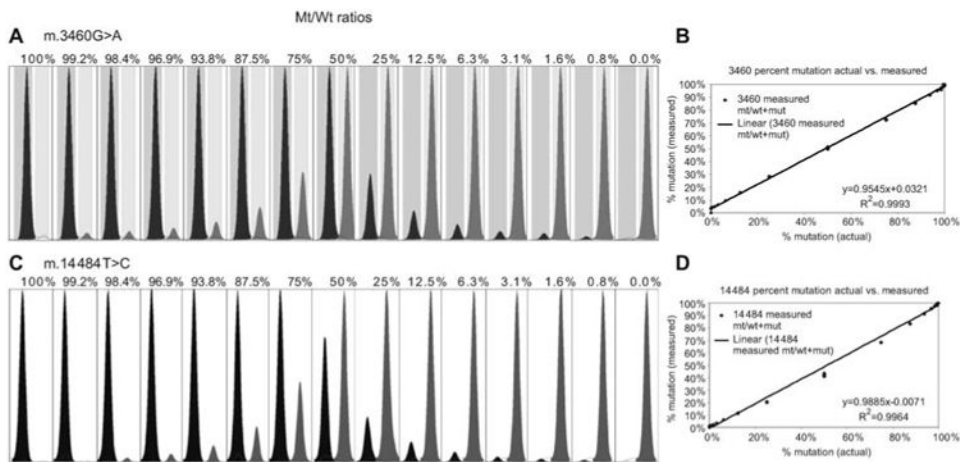 Mt/Wt ratios
A m.3460G>A
100% 99.2% 98.4% 96.9% 93.8% 87.5% 75% 50% 25% 12.5% 6.3% 3.1% 1.6% 0.8% 0.0%
B
3460 percent mutation actual vs. measured
% mutation (measured)
100%
90%
80%
70%
60%
50%
40%
30%
20%
10%
0%
3460 measured
mt/wt+mut
Linear (3460 measured
mt/wt+mut)
y=0.9545x+0.0321
R²=0.9993
0% 20% 40% 60% 80% 100%
% mutation (actual)
C m.14484T>C
100% 99.2% 98.4% 96.9% 93.8% 87.5% 75% 50% 25% 12.5% 6.3% 3.1% 1.6% 0.8% 0.0%
D
14484 percent mutation actual vs. measured
% mutation (measured)
100%
90%
80%
70%
60%
50%
40%
30%
20%
10%
0%
14484 measured
mt/wt+mut
Linear (14484
measured mt/wt+mut)
y=0.9885x-0.0071
R²=0.9964
0% 20% 40% 60% 80% 100%
% mutation (actual)